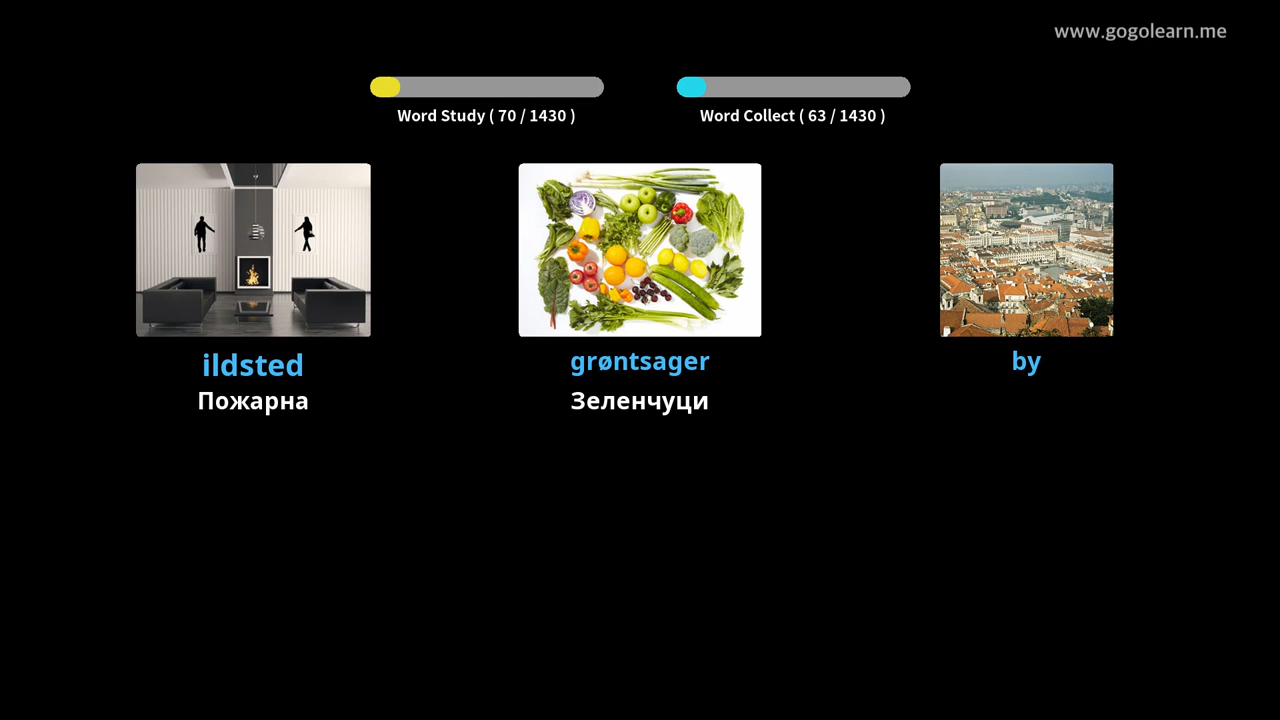 www.gogolearn.me
Word Study ( 70 / 1430 )
Word Collect ( 63 / 1430 )
ildsted
Пожарна
grøntsager
Зеленчуци
by